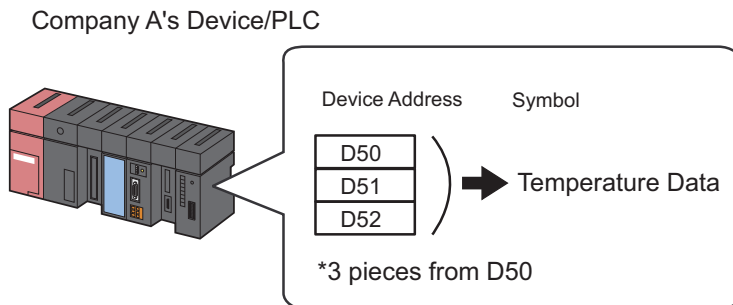 Company A's Device/PLC
Device Address Symbol
D50
D51
D52
Temperature Data
*3 pieces from D50